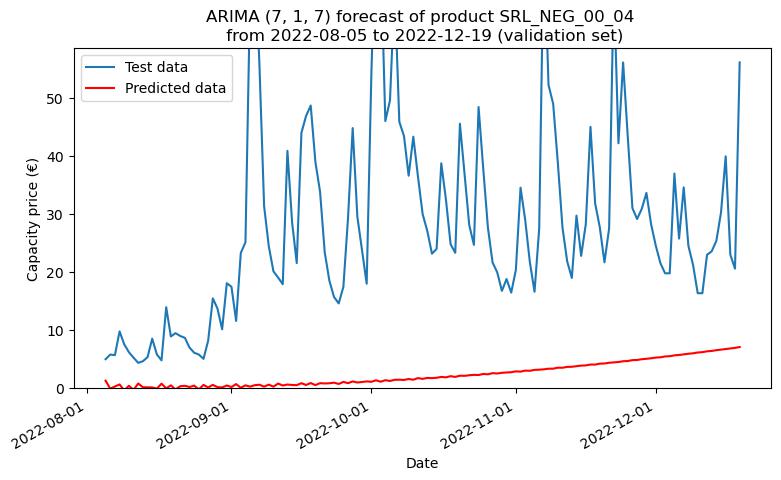 ARIMA (7, 1, 7) forecast of product SRL_NEG_00_04
from 2022-08-05 to 2022-12-19 (validation set)
Test data
Predicted data
Capacity price (€)
50
40
30
20
10
0
2022-08-01
2022-09-01
2022-10-01
2022-11-01
2022-12-01
Date